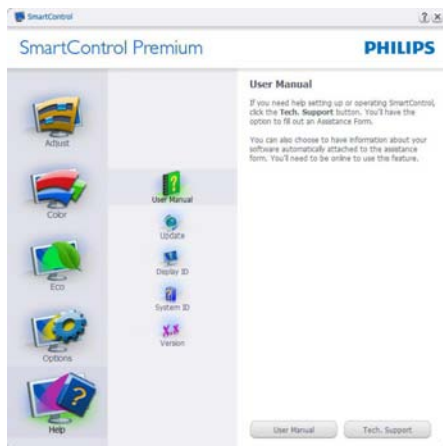 SmartControl
SmartControl Premium
PHILIPS
Adjust
Color
Eco
Options
Help
User Manual
Update
Display ID
System ID
Version
User Manual
If you need help setting up or operating SmartControl,
click the Tech. Support button. You'll have the
option to fill out an Assistance Form.
You can also choose to have information about your
software automatically attached to the assistance
form. You'll need to be online to use this feature.
User Manual
Tech. Support